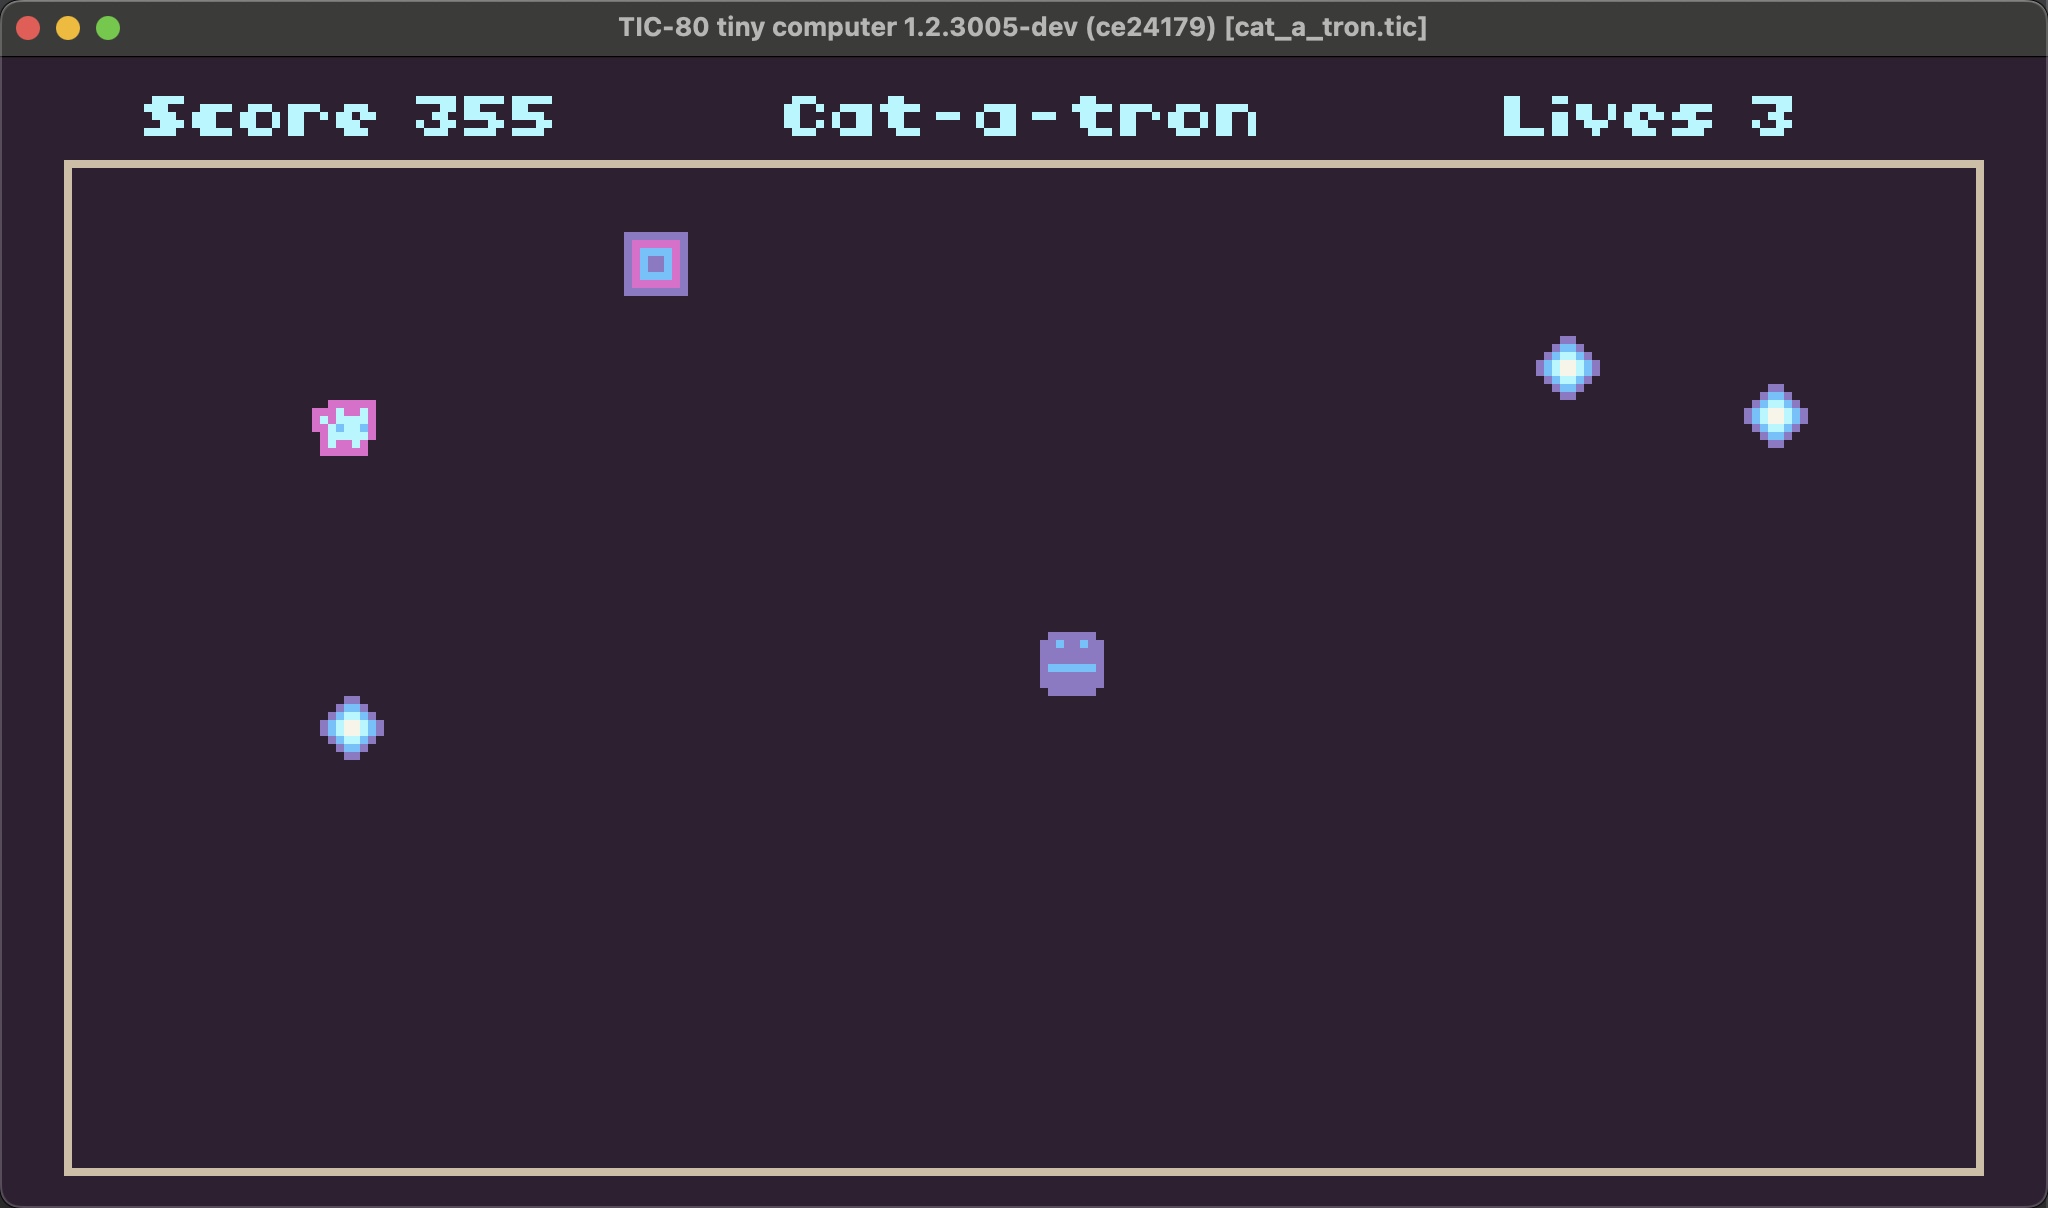 TIC-80 tiny computer 1.2.3005-dev (ce24179) [cat_a_tron.tic]
Score 355 Cat-a-tron Lives 3